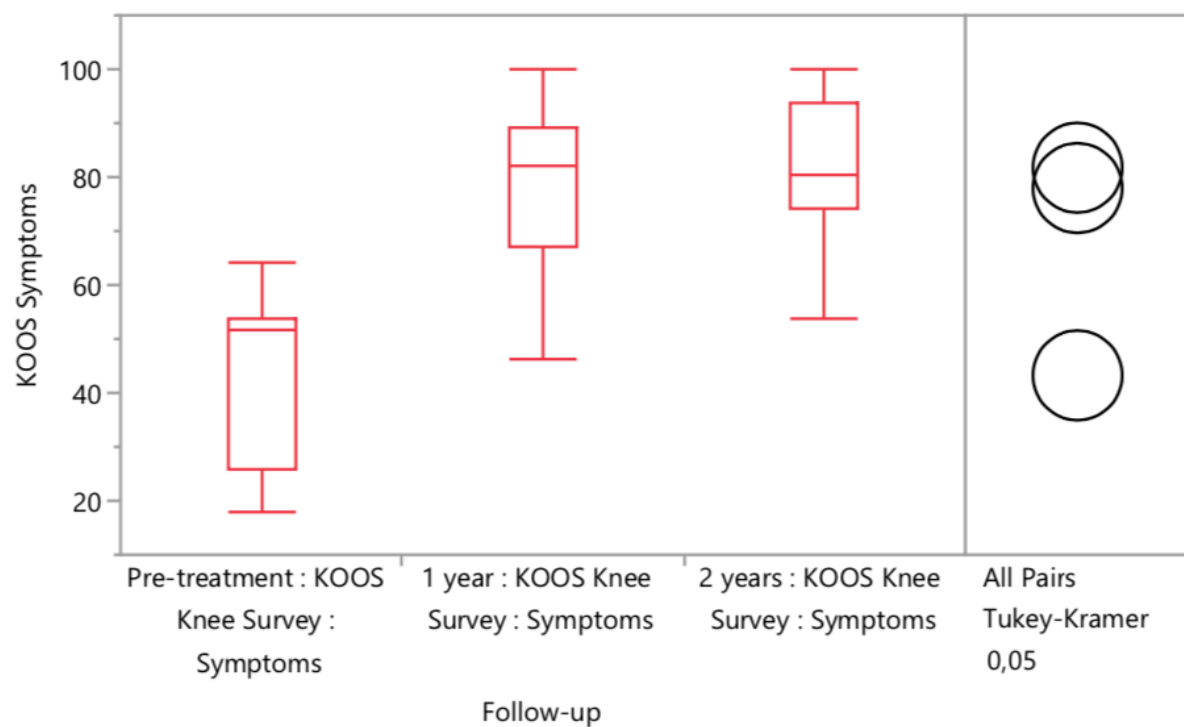 KOOS Symptoms
100
80
60
40
20
Pre-treatment : KOOS
Knee Survey :
Symptoms
1 year : KOOS Knee
Survey : Symptoms
2 years : KOOS Knee
Survey : Symptoms
All Pairs
Tukey-Kramer
0,05
Follow-up